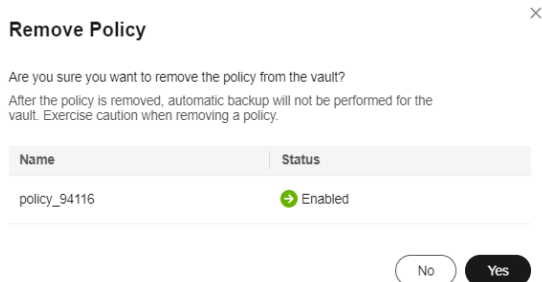 Remove Policy
Are you sure you want to remove the policy from the vault?
After the policy is removed, automatic backup will not be performed for the
vault. Exercise caution when removing a policy.
Name Status
policy_94116 Enabled
No Yes